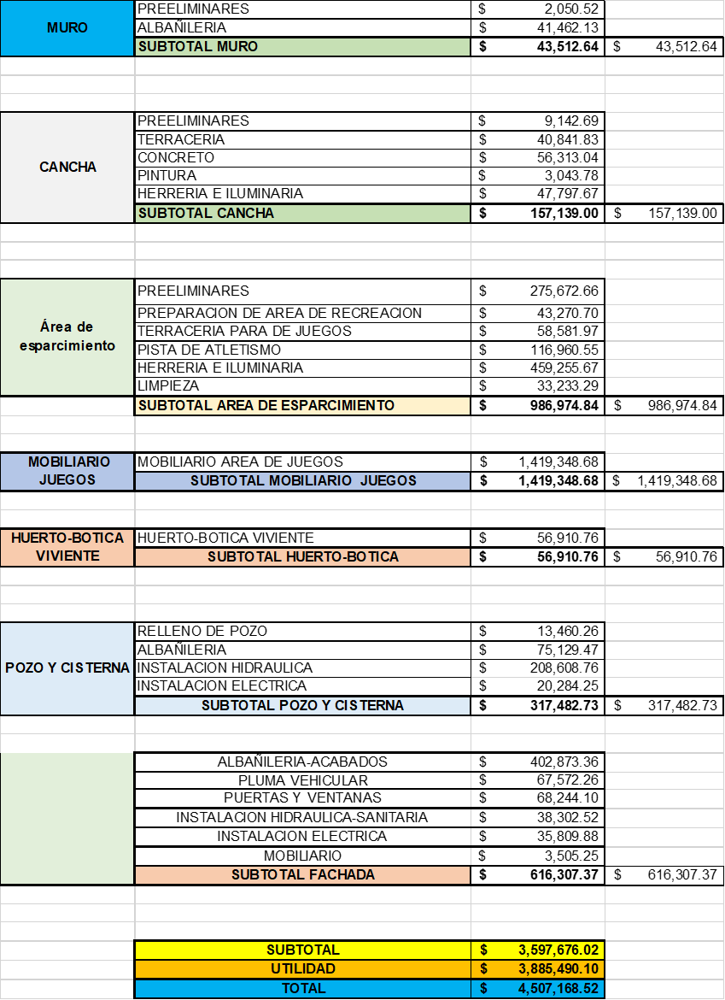 MURO
PREELIMINARES $ 2,050.52
ALBAÑILERIA $ 41,462.13
SUBTOTAL MURO $ 43,512.64 $ 43,512.64
CANCHA
PREELIMINARES $ 9,142.69
TERRACERIA $ 40,841.83
CONCRETO $ 56,313.04
PINTURA $ 3,043.78
HERRERIA E ILUMINARIA $ 47,797.67
SUBTOTAL CANCHA $ 157,139.00 $ 157,139.00
Área de
esparcimiento
PREELIMINARES $ 275,672.66
PREPARACION DE AREA DE RECREACION $ 43,270.70
TERRACERIA PARA DE JUEGOS $ 58,581.97
PISTA DE ATLETISMO $ 116,960.55
HERRERIA E ILUMINARIA $ 459,255.67
LIMPIEZA $ 33,233.29
SUBTOTAL AREA DE ESPARCIMIENTO $ 986,974.84 $ 986,974.84
MOBILIARIO
JUEGOS
MOBILIARIO AREA DE JUEGOS $ 1,419,348.68
SUBTOTAL MOBILIARIO JUEGOS $ 1,419,348.68 $ 1,419,348.68
HUERTO-BOTICA
VIVIENTE
HUERTO-BOTICA VIVIENTE $ 56,910.76
SUBTOTAL HUERTO-BOTICA $ 56,910.76 $ 56,910.76
POZO Y CISTERNA
RELLENO DE POZO $ 13,460.26
ALBAÑILERIA $ 75,129.47
INSTALACION HIDRAULICA $ 208,608.76
INSTALACION ELECTRICA $ 20,284.25
SUBTOTAL POZO Y CISTERNA $ 317,482.73 $ 317,482.73
ALBAÑILERIA-ACABADOS $ 402,873.36
PLUMA VEHICULAR $ 67,572.26
PUERTAS Y VENTANAS $ 68,244.10
INSTALACION HIDRAULICA-SANITARIA $ 38,302.52
INSTALACION ELECTRICA $ 35,809.88
MOBILIARIO $ 3,505.25
SUBTOTAL FACHADA $ 616,307.37 $ 616,307.37
SUBTOTAL $ 3,597,676.02
UTILIDAD $ 3,885,490.10
TOTAL $ 4,507,168.52